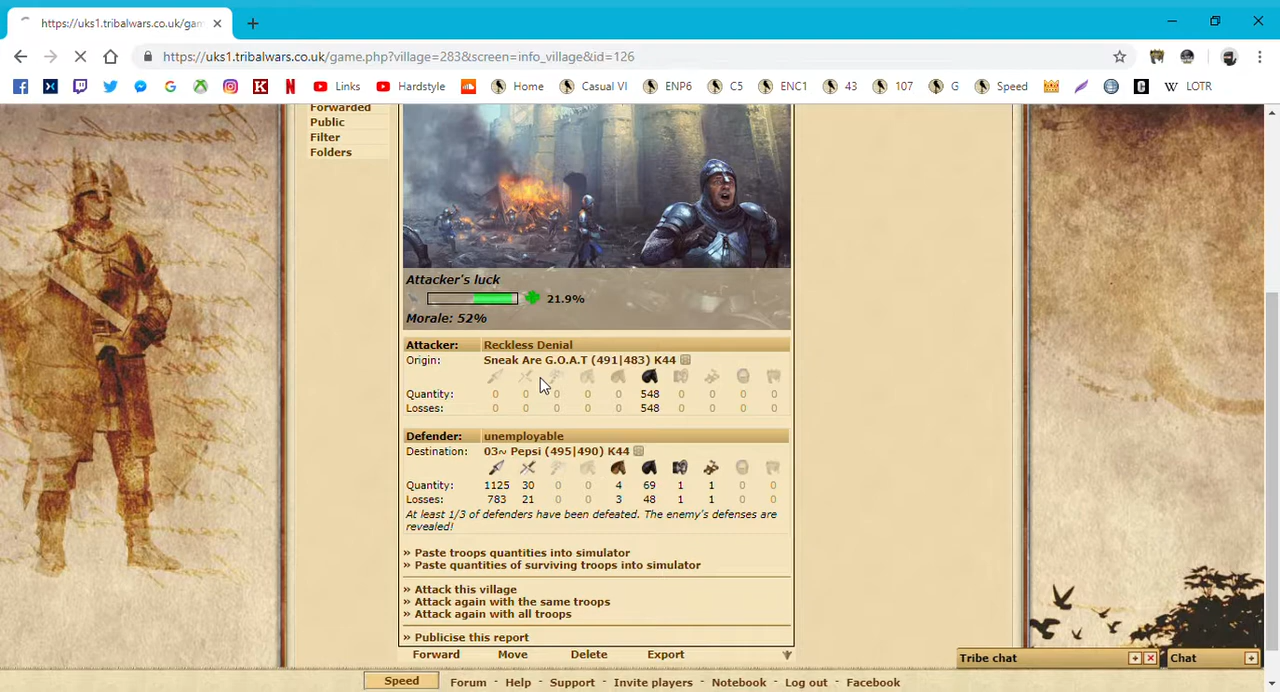 https://uks1.tribalwars.co.uk/gam
https://uks1.tribalwars.co.uk/game.php?village=283&screen=info_village&id=126
Links Hardstyle Home Casual VI ENP6 C5 ENC1 43 107 G Speed W LOTR
Forwarded
Public
Filter
Folders
Attacker's luck
21.9%
Morale: 52%
Attacker: Reckless Denial
Origin: Sneak Are G.O.A.T (491|483) K44
Quantity: 0 0 0 0 0 548 0 0 0 0
Losses: 0 0 0 0 0 548 0 0 0 0
Defender: unemployable
Destination: 03~ Pepsi (495|490) K44
Quantity: 1125 30 0 0 4 69 1 1 0 0
Losses: 783 21 0 0 3 48 1 1 0 0
At least 1/3 of defenders have been defeated. The enemy's defenses are
revealed!
» Paste troops quantities into simulator
» Paste quantities of surviving troops into simulator
» Attack this village
» Attack again with the same troops
» Attack again with all troops
» Publicise this report
Forward Move Delete Export
Tribe chat Chat
Speed Forum - Help - Support - Invite players - Notebook - Log out - Facebook